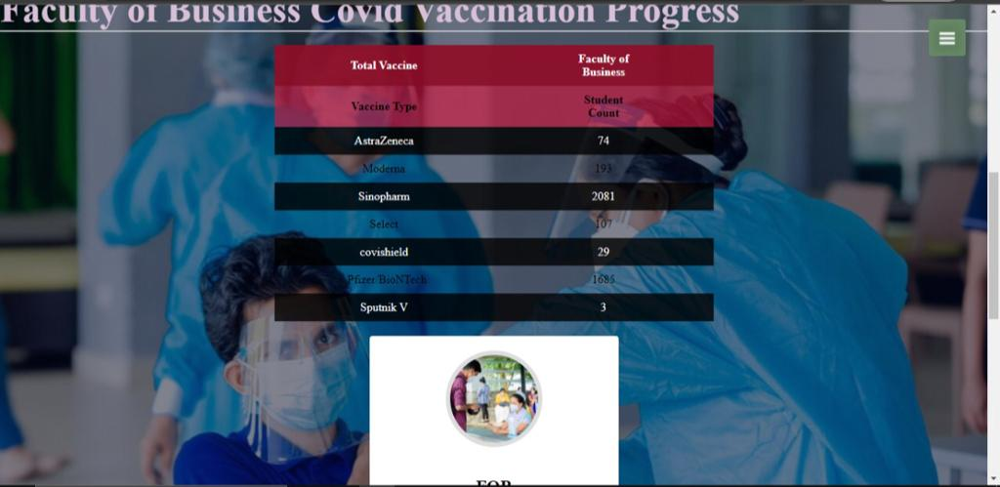 Faculty of Business Covid Vaccination Progress
Total Vaccine Faculty of
Business
Vaccine Type Student
Count
AstraZeneca 74
Moderna 193
Sinopharm 2081
Select 107
covishield 29
Pfizer BioNTech 1685
Sputnik V 3
FOR